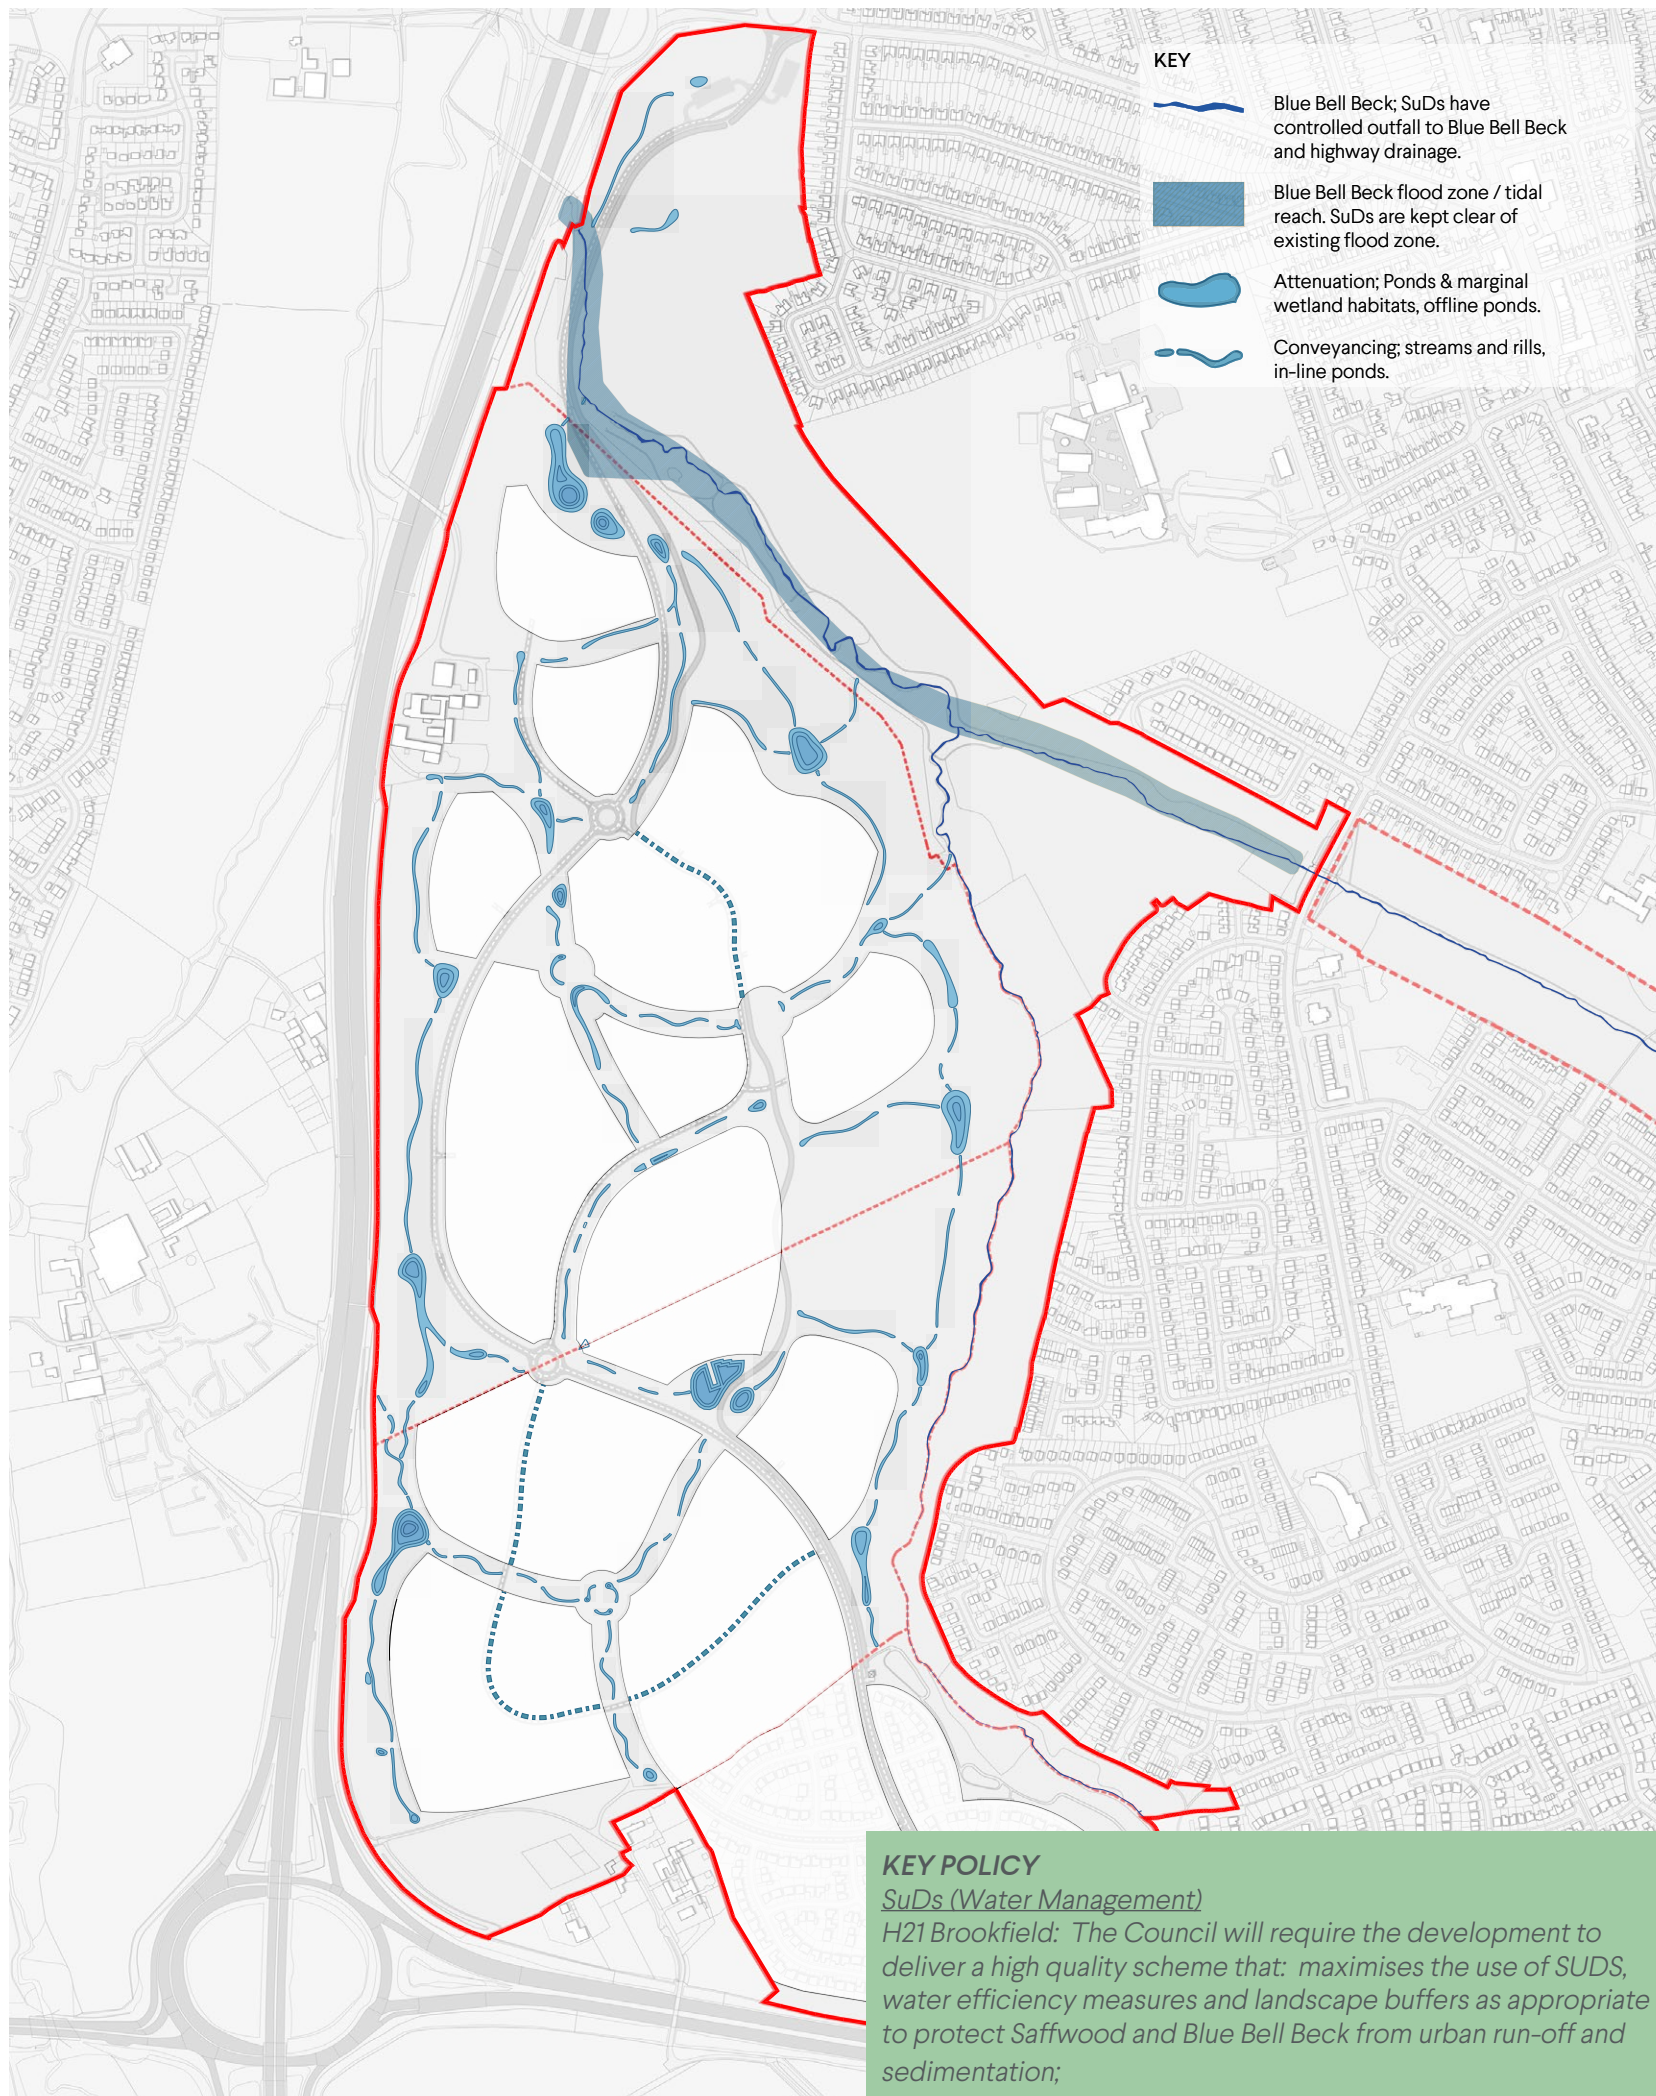 KEY
Blue Bell Beck; SuDs have
controlled outfall to Blue Bell Beck
and highway drainage.
Blue Bell Beck flood zone / tidal
reach. SuDs are kept clear of
existing flood zone.
Attenuation; Ponds & marginal
wetland habitats, offline ponds.
Conveyancing; streams and rills,
in-line ponds.
KEY POLICY
SuDs (Water Management)
H21 Brookfield: The Council will require the development to
deliver a high quality scheme that: maximises the use of SUDS,
water efficiency measures and landscape buffers as appropriate
to protect Saffwood and Blue Bell Beck from urban run-off and
sedimentation;